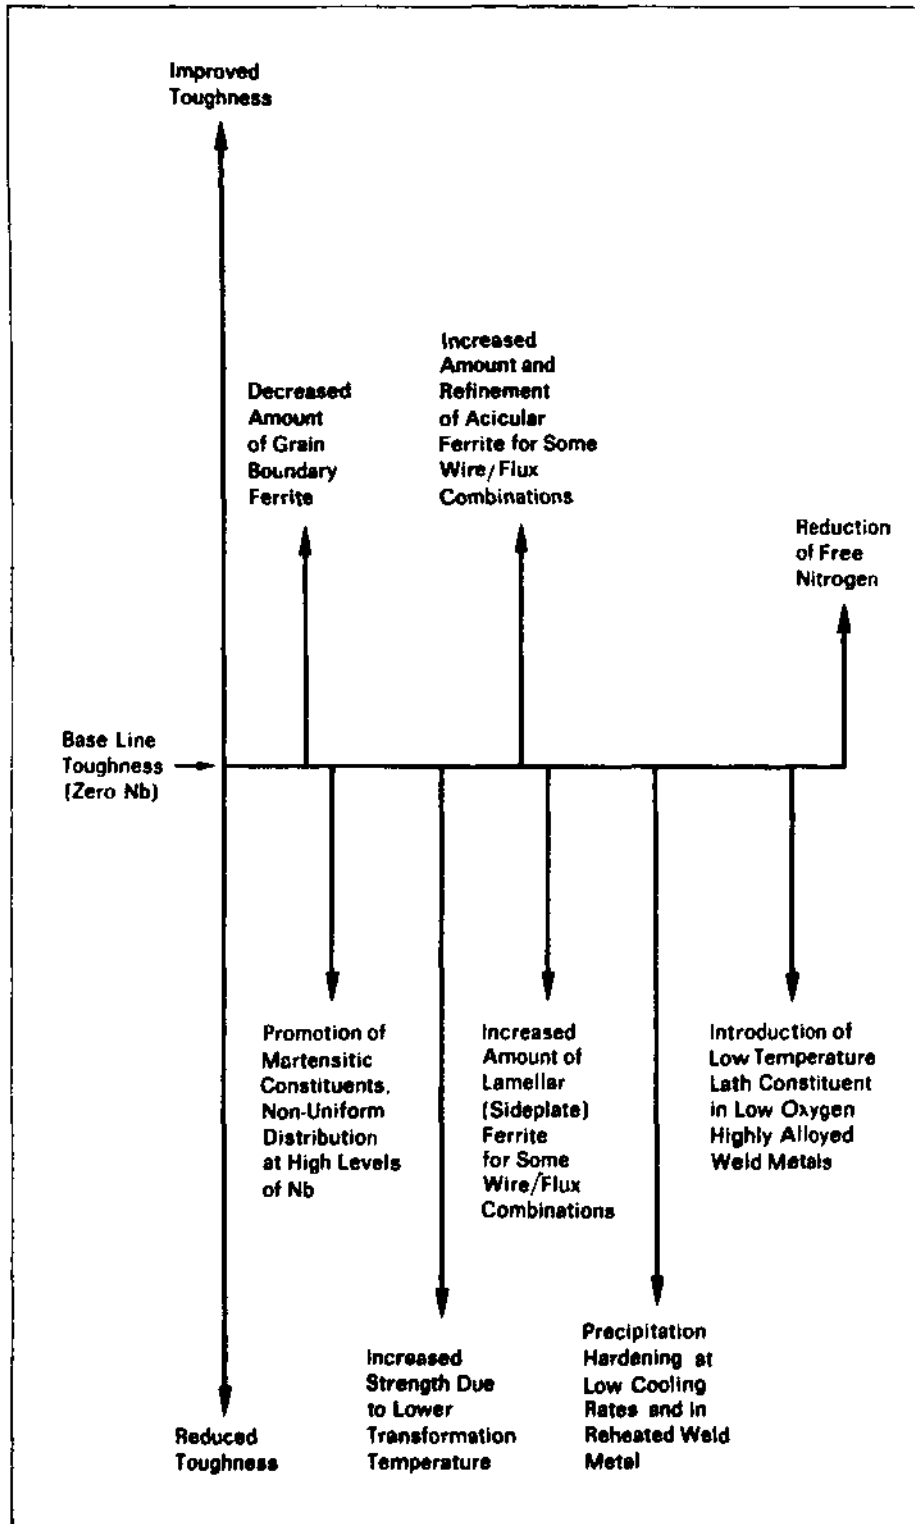 Improved
Toughness
Increased
Amount and
Refinement
of Acicular
Ferrite for Some
Wire/Flux
Combinations
Decreased
Amount
of Grain
Boundary
Ferrite
Reduction
of Free
Nitrogen
Base Line
Toughness
(Zero Nb)
Promotion of
Martensitic
Constituents,
Non-Uniform
Distribution
at High Levels
of Nb
Increased
Amount of
Lamellar
(Sideplate)
Ferrite
for Some
Wire/Flux
Combinations
Introduction of
Low Temperature
Lath Constituent
in Low Oxygen
Highly Alloyed
Weld Metals
Increased
Strength Due
to Lower
Transformation
Temperature
Precipitation
Hardening at
Low Cooling
Rates and in
Reheated Weld
Metal
Reduced
Toughness